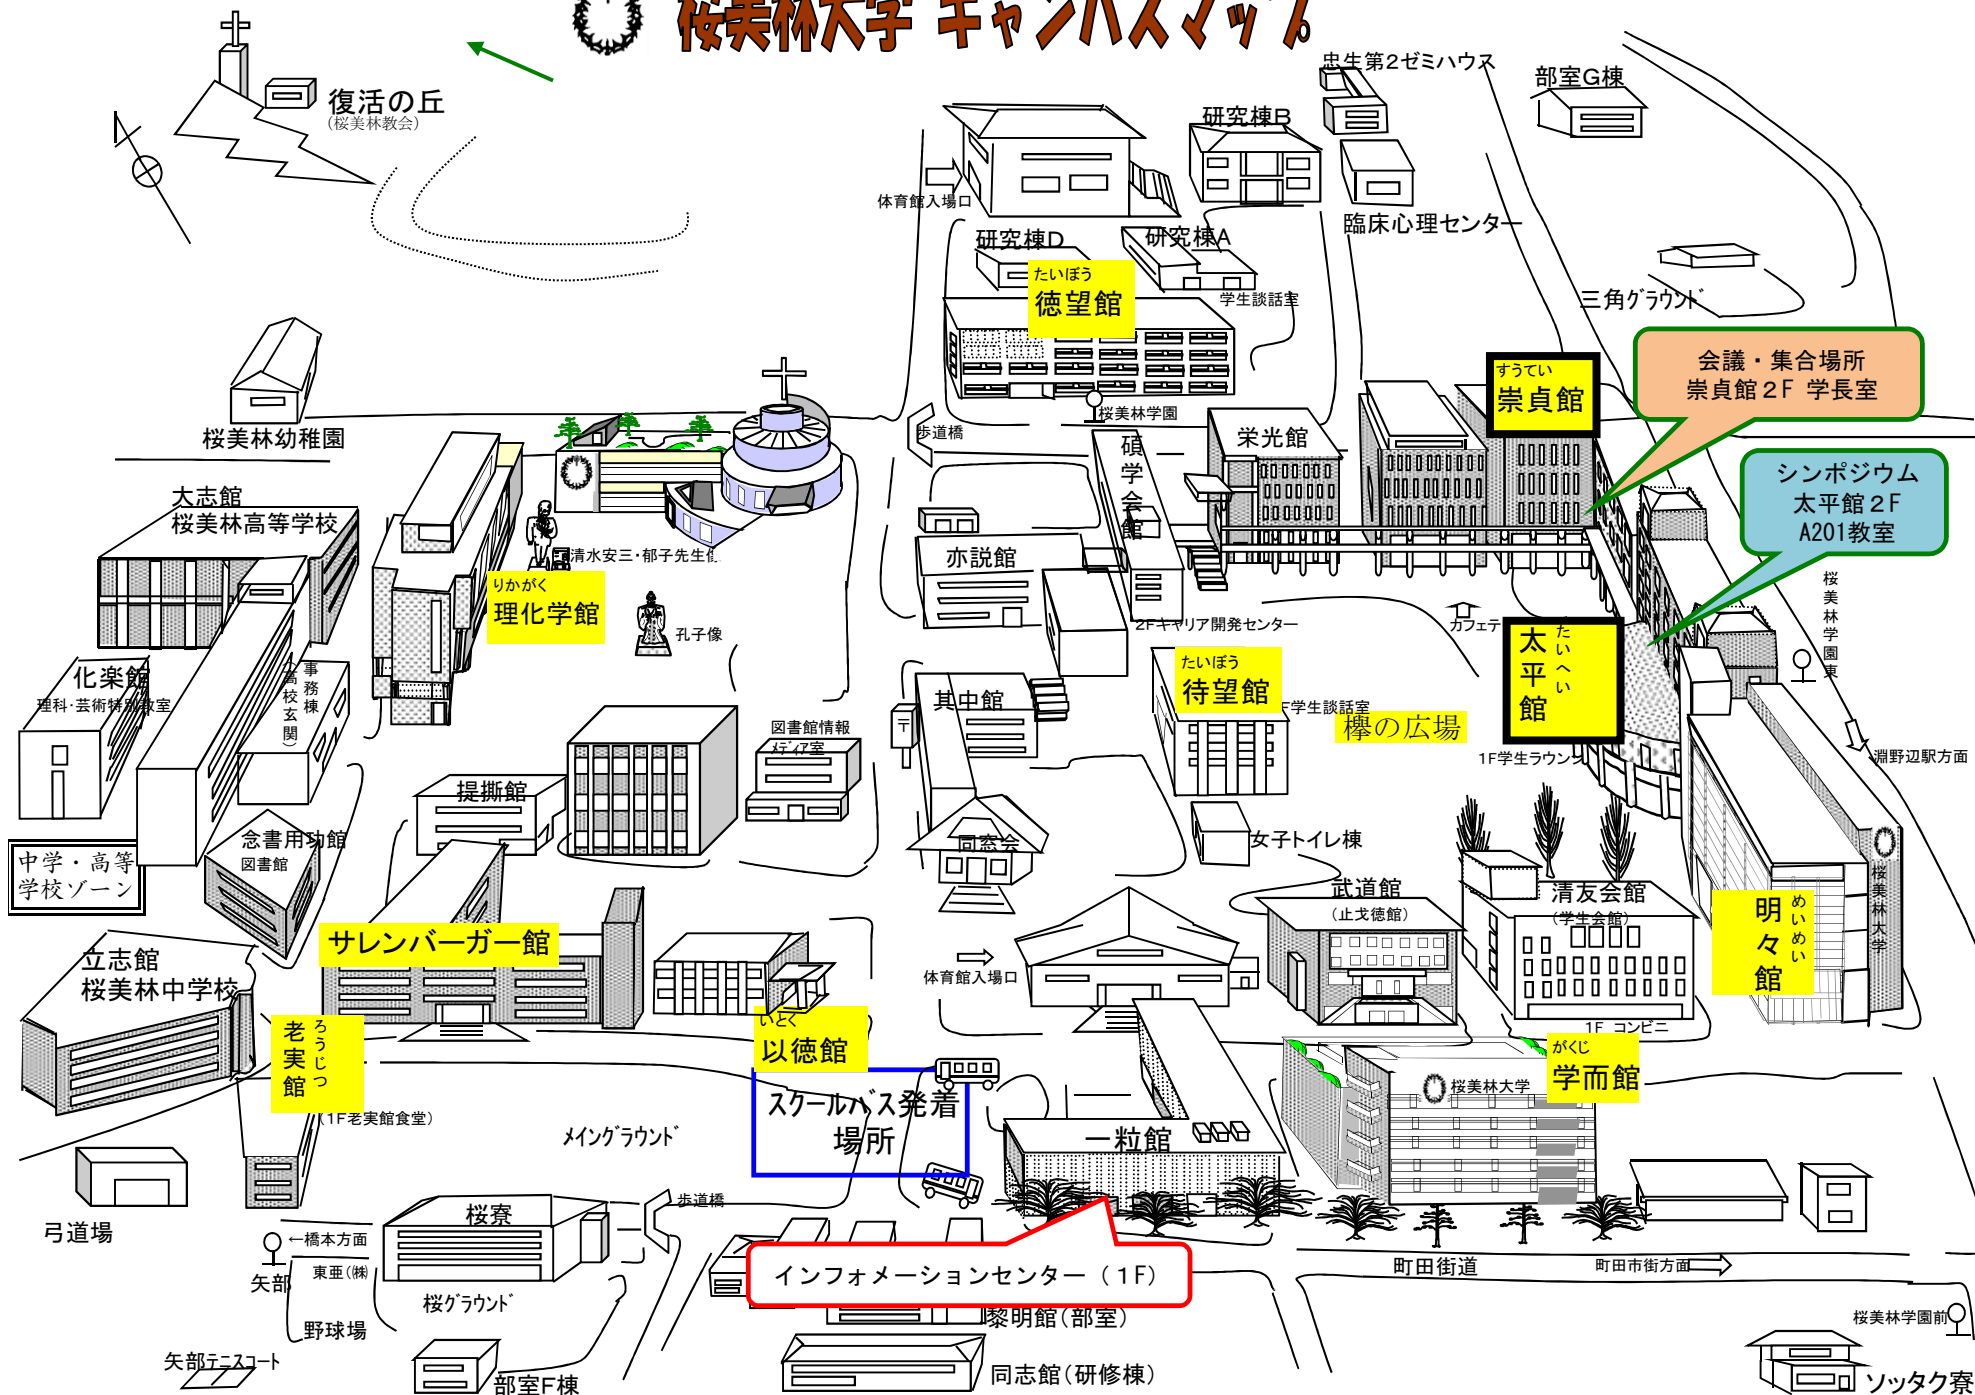 桜美林大学 キャンパスマップ
復活の丘
(桜美林教会)
忠生第2ゼミハウス
部室G棟
研究棟B
体育館入場口
臨床心理センター
研究棟D
研究棟A
たいぼう
徳望館
学生談話室
三角グラウンド
会議・集合場所
崇貞館2F 学長室
すうてい
崇貞館
桜美林学園
栄光館
歩道橋
碩学会館
桜美林幼稚園
シンポジウム
太平館2F
A201教室
大志館
桜美林高等学校
清水安三・郁子先生像
亦説館
りかがく
理化学館
孔子像
2Fキャリア開発センター
カフェテ
たいへい
太平館
桜美林学園東
化楽館
理科・芸術特別教室
事務棟
(高校玄関)
其中館
〒
たいぼう
待望館
F学生談話室
欅の広場
図書館情報
メディア室
1F学生ラウンジ
淵野辺駅方面
提撕館
念書用功館
図書館
同窓会
女子トイレ棟
中学・高等
学校ゾーン
武道館
(止戈徳館)
清友会館
(学生会館)
めいめい
明々館
桜美林大学
サレンバーガー館
立志館
桜美林中学校
体育館入場口
1F コンビニ
ろうじつ
老実館
(1F老実館食堂)
いとく
以徳館
がくじ
学而館
桜美林大学
スクールバス発着
場所
メイングラウンド
一粒館
弓道場
桜寮
歩道橋
←橋本方面
矢部
東亜(株)
桜グラウンド
野球場
インフォメーションセンター(1F)
町田街道
町田市街方面
黎明館(部室)
桜美林学園前
矢部テニスコート
部室F棟
同志館(研修棟)
ソッタク寮